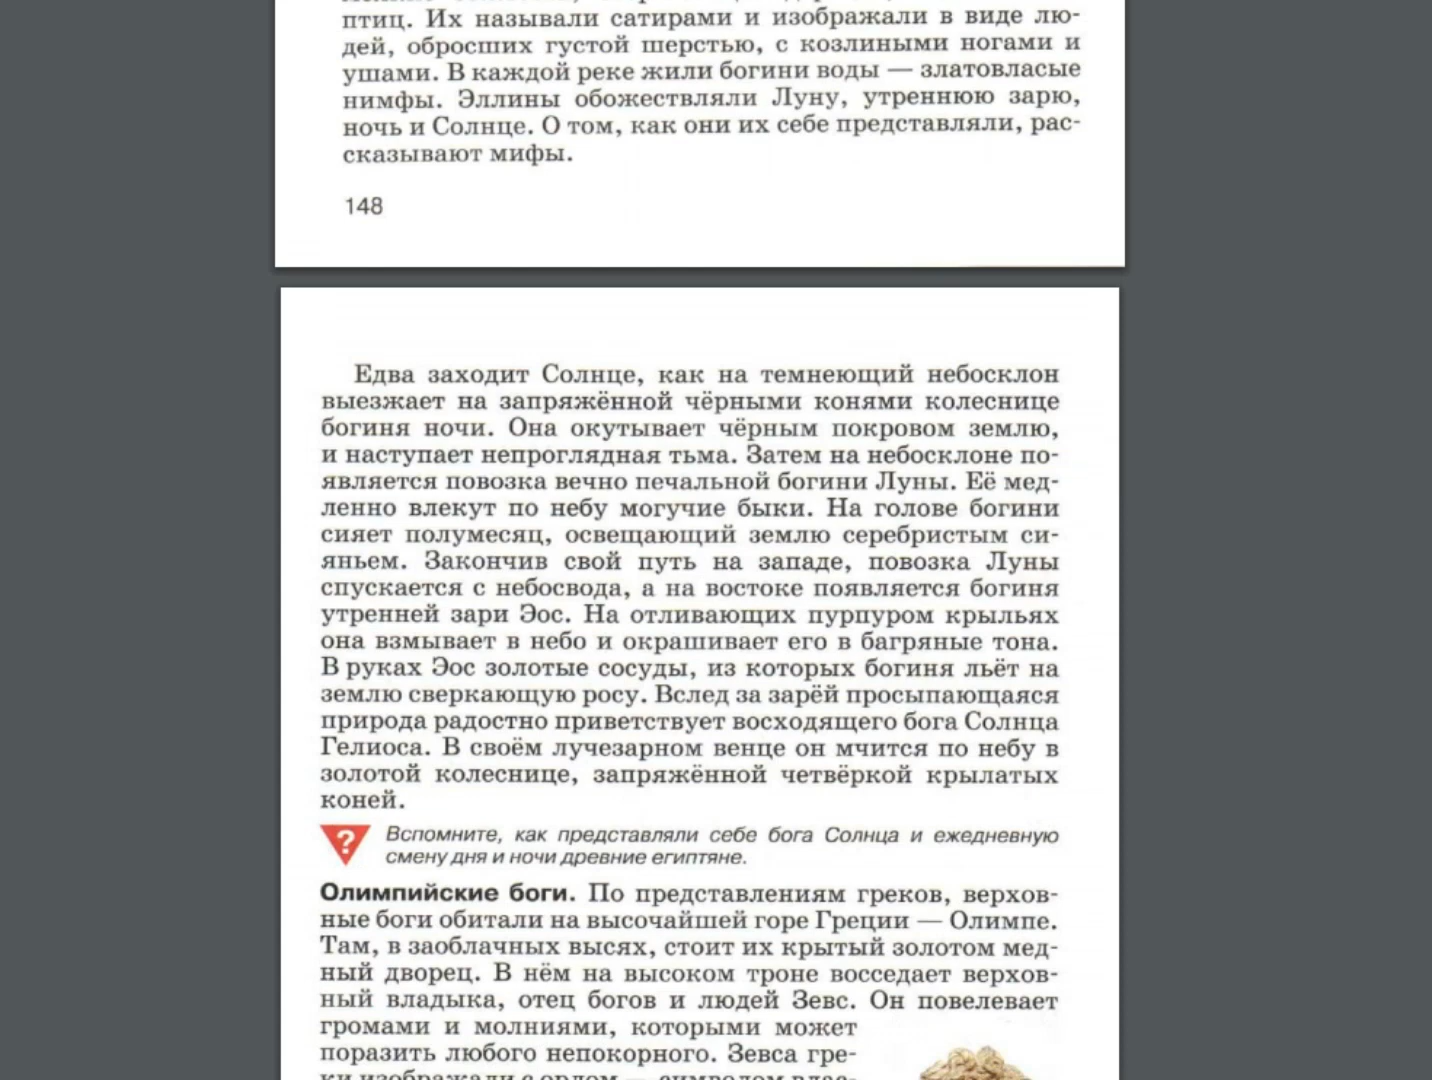 птиц. Их называли сатирами и изображали в виде лю-
дей, обросших густой шерстью, с козлиными ногами и
ушами. В каждой реке жили богини воды — златовласые
нимфы. Эллины обожествляли Луну, утреннюю зарю,
ночь и Солнце. О том, как они их себе представляли, рас-
сказывают мифы.
148
Едва заходит Солнце, как на темнеющий небосклон
выезжает на запряжённой чёрными конями колеснице
богиня ночи. Она окутывает чёрным покровом землю,
и наступает непроглядная тьма. Затем на небосклоне по-
является повозка вечно печальной богини Луны. Её мед-
ленно влекут по небу могучие быки. На голове богини
сияет полумесяц, освещающий землю серебристым си-
яньем. Закончив свой путь на западе, повозка Луны
спускается с небосвода, а на востоке появляется богиня
утренней зари Эос. На отливающих пурпуром крыльях
она взмывает в небо и окрашивает его в багряные тона.
В руках Эос золотые сосуды, из которых богиня льёт на
землю сверкающую росу. Вслед за зарёй просыпающаяся
природа радостно приветствует восходящего бога Солнца
Гелиоса. В своём лучезарном венце он мчится по небу в
золотой колеснице, запряжённой четвёркой крылатых
коней.
? Вспомните, как представляли себе бога Солнца и ежедневную
смену дня и ночи древние египтяне.
Олимпийские боги. По представлениям греков, верхов-
ные боги обитали на высочайшей горе Греции — Олимпе.
Там, в заоблачных высях, стоит их крытый золотом мед-
ный дворец. В нём на высоком троне восседает верхов-
ный владыка, отец богов и людей Зевс. Он повелевает
громами и молниями, которыми может
поразить любого непокорного. Зевса гре-
ки изображали с орлом — символом влас-